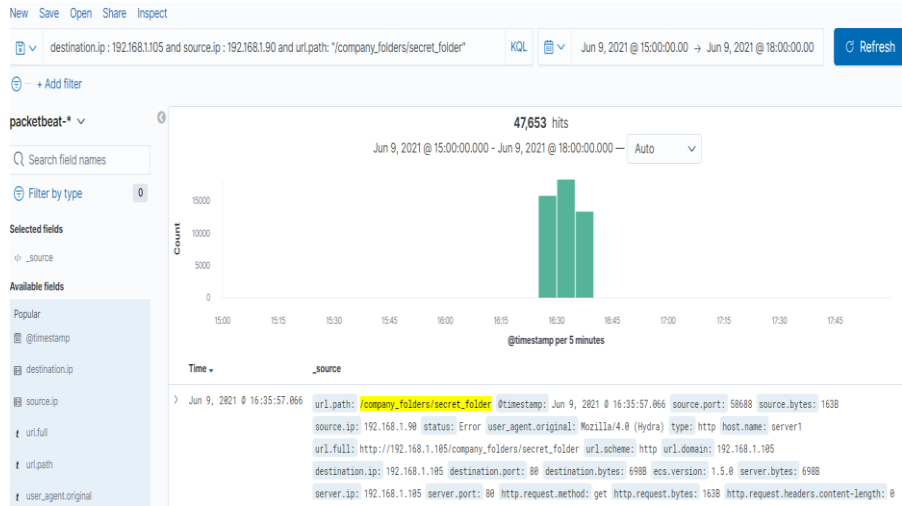 New Save Open Share Inspect
destination.ip : 192.168.1.105 and source.ip : 192.168.1.90 and url.path: "/company_folders/secret_folder" KQL Jun 9, 2021 @ 15:00:00.00 → Jun 9, 2021 @ 18:00:00.00 Refresh
+ Add filter
packetbeat-*
47,653 hits
Jun 9, 2021 @ 15:00:00.000 - Jun 9, 2021 @ 18:00:00.000 — Auto
Search field names
Filter by type 0
Selected fields
</> _source
Available fields
Popular
@timestamp
destination.ip
source.ip
t url.full
t url.path
t user_agent.original
Count
15000
10000
5000
0
15:00 15:15 15:30 15:45 16:00 16:15 16:30 16:45 17:00 17:15 17:30 17:45
@timestamp per 5 minutes
Time _source
> Jun 9, 2021 @ 16:35:57.066 url.path: /company_folders/secret_folder @timestamp: Jun 9, 2021 @ 16:35:57.066 source.port: 58688 source.bytes: 163B
source.ip: 192.168.1.90 status: Error user_agent.original: Mozilla/4.0 (Hydra) type: http host.name: server1
url.full: http://192.168.1.105/company_folders/secret_folder url.scheme: http url.domain: 192.168.1.105
destination.ip: 192.168.1.105 destination.port: 80 destination.bytes: 698B ecs.version: 1.5.0 server.bytes: 698B
server.ip: 192.168.1.105 server.port: 80 http.request.method: get http.request.bytes: 163B http.request.headers.content-length: 0